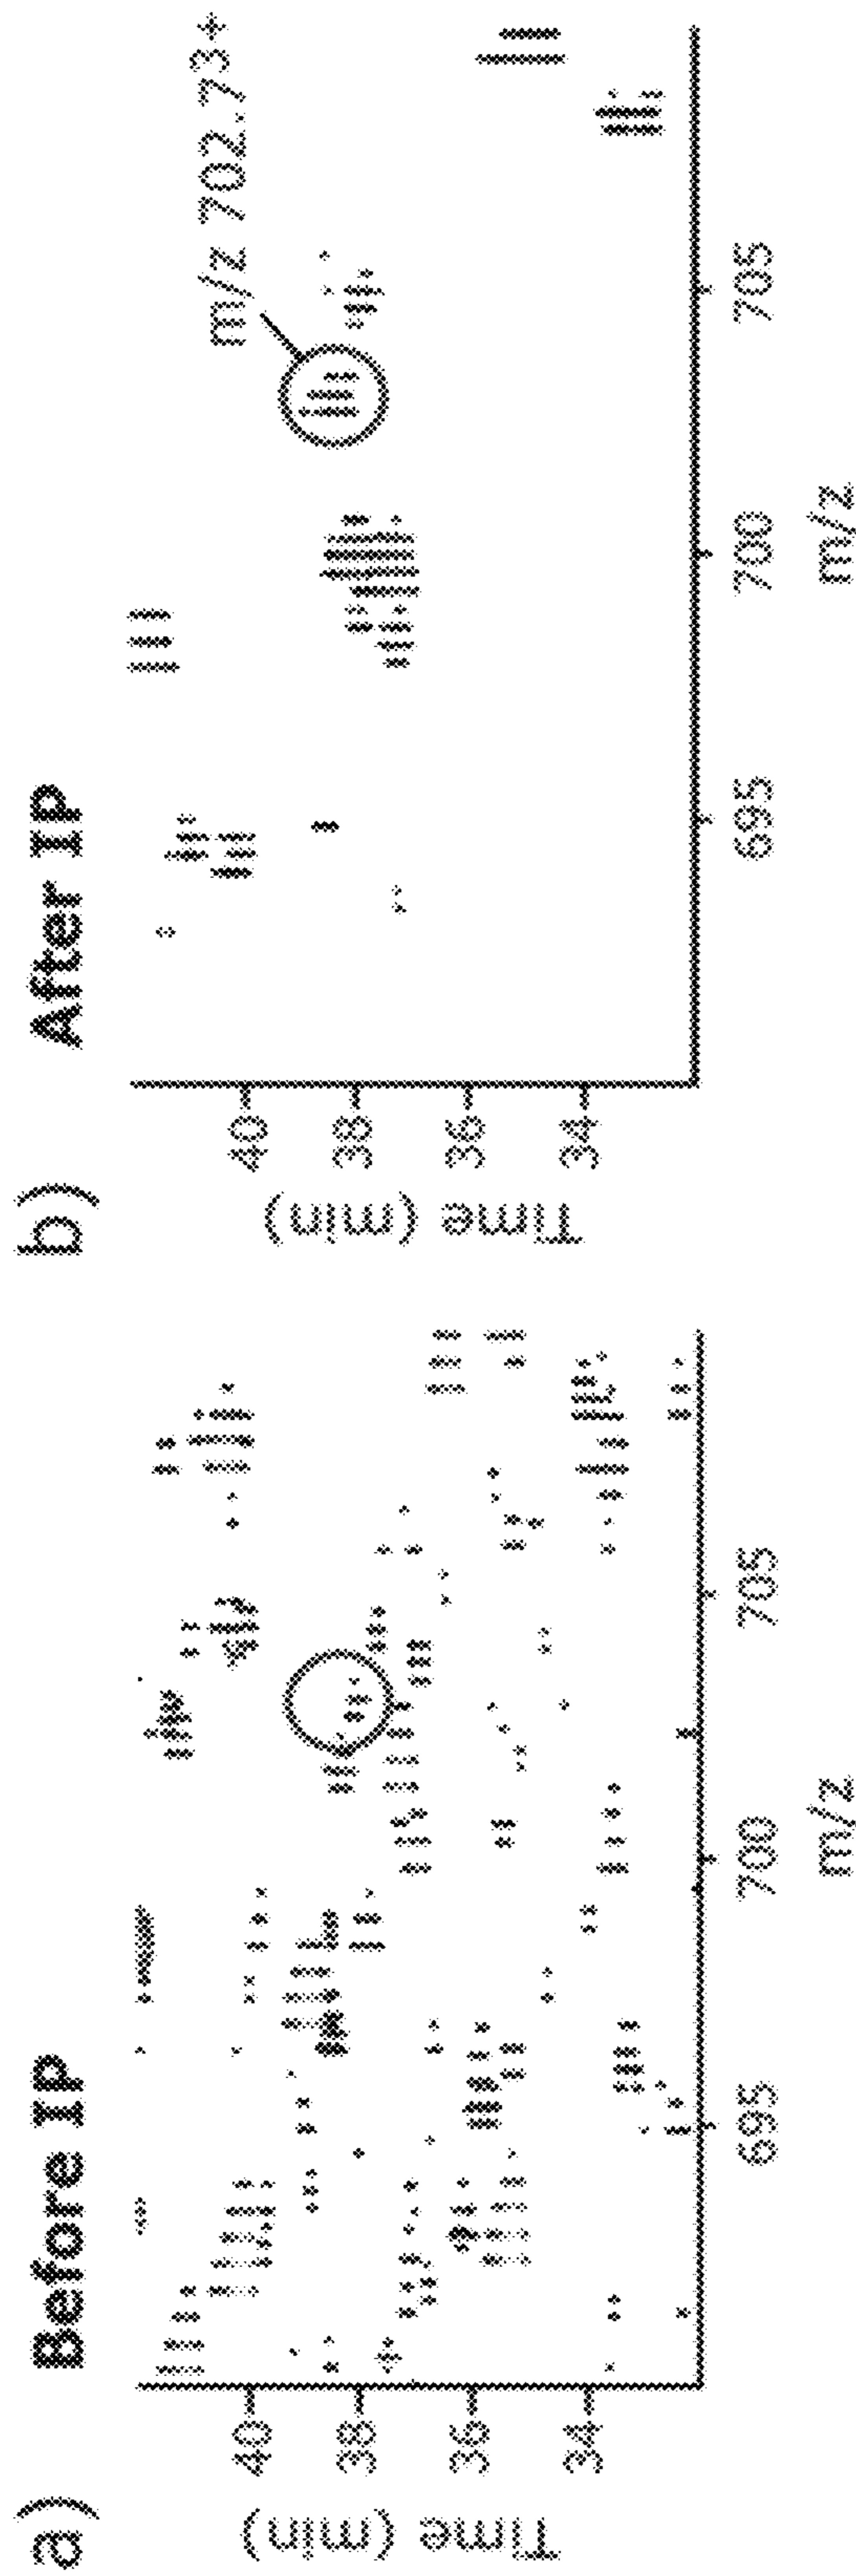 a) Before IP
Time (min)
40
38
36
34
695
700
705
m/z
b) After IP
m/z 702.73+
Time (min)
40
38
36
34
695
700
705
m/z